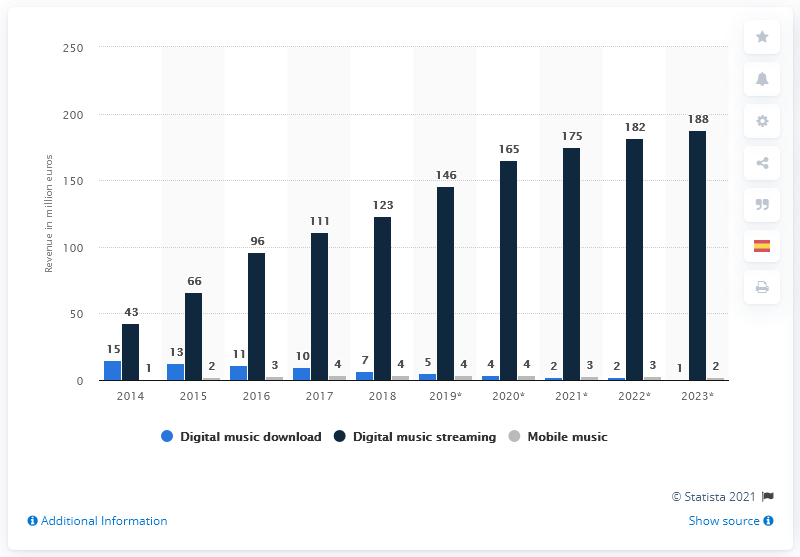 250
200
150
100
50
0
Revenue in million euros
15 43 1
13 66 2
11 96 3
10 111 4
7 123 4
5 146 4
4 165 4
2 175 3
2 182 3
1 188 2
2014 2015 2016 2017 2018 2019* 2020* 2021* 2022* 2023*
Digital music download Digital music streaming Mobile music
© Statista 2021
Additional Information Show source